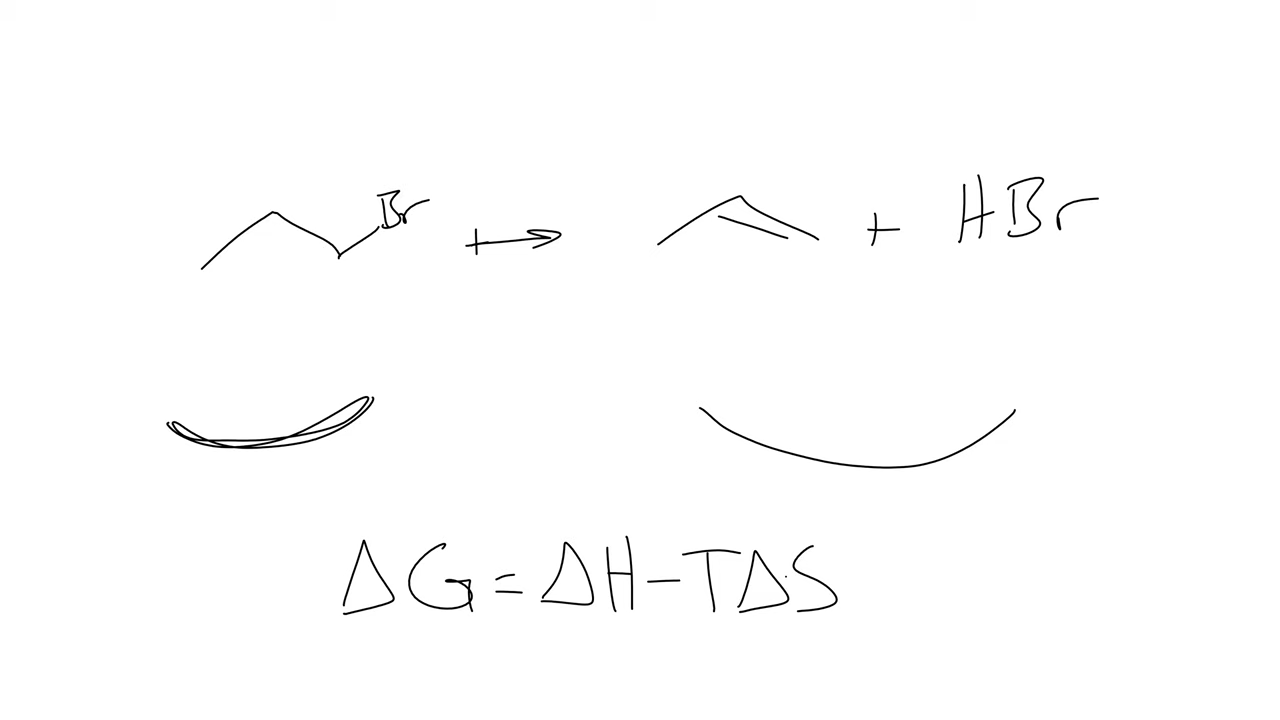 Br + HBr
ΔG = ΔH – TΔS